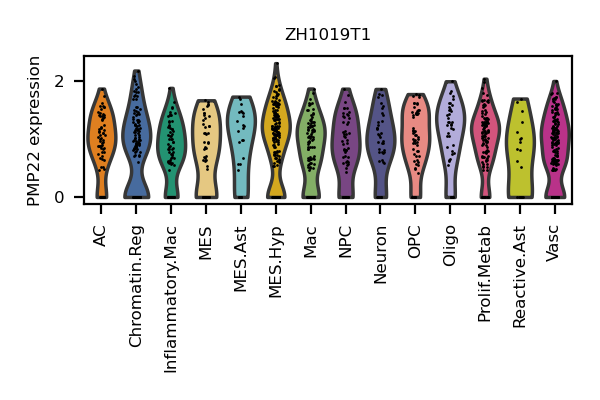 ZH1019T1
PMP22 expression
2
0
AC
Chromatin.Reg
Inflammatory.Mac
MES
MES.Ast
MES.Hyp
Mac
NPC
Neuron
OPC
Oligo
Prolif.Metab
Reactive.Ast
Vasc